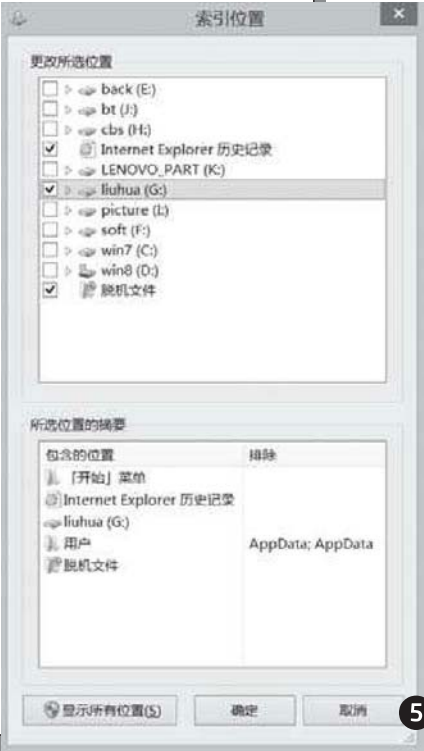 索引位置
更改所选位置
back (E:)
bt (J:)
cbs (H:)
Internet Explorer 历史记录
LENOVO_PART (K:)
liuhua (G:)
picture (I:)
soft (F:)
win7 (C:)
win8 (D:)
脱机文件
所选位置的摘要
包含的位置 排除
「开始」菜单
Internet Explorer 历史记录
liuhua (G:)
用户 AppData; AppData
脱机文件
显示所有位置(S) 确定 取消 5